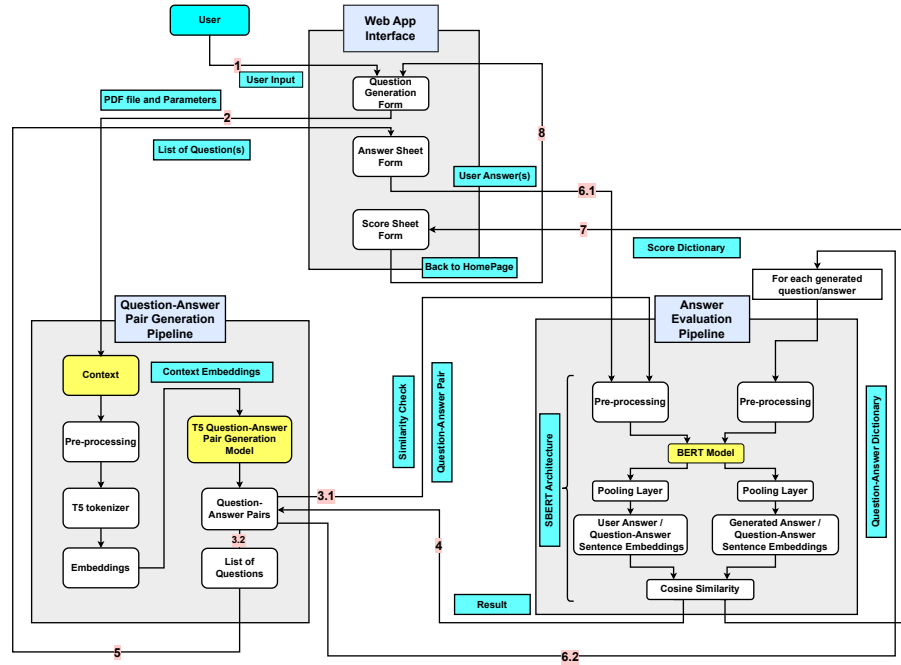 User
Web App
Interface
1
User Input
Question
Generation
Form
PDF file and Parameters
2
8
List of Question(s)
Answer Sheet
Form
User Answer(s)
6.1
Score Sheet
Form
7
Score Dictionary
Back to HomePage
For each generated
question/answer
Question-Answer
Pair Generation
Pipeline
Answer
Evaluation
Pipeline
Context
Context Embeddings
Similarity Check
Question-Answer Pair
Pre-processing
Pre-processing
T5 Question-Answer
Pair Generation
Model
Pre-processing
BERT Model
SBERT Architecture
Question-Answer Dictionary
Pooling Layer
Pooling Layer
T5 tokenizer
Question-
Answer Pairs
3.1
User Answer /
Question-Answer
Sentence Embeddings
Generated Answer /
Question-Answer
Sentence Embeddings
3.2
4
Embeddings
List of
Questions
Cosine Similarity
Result
5
6.2